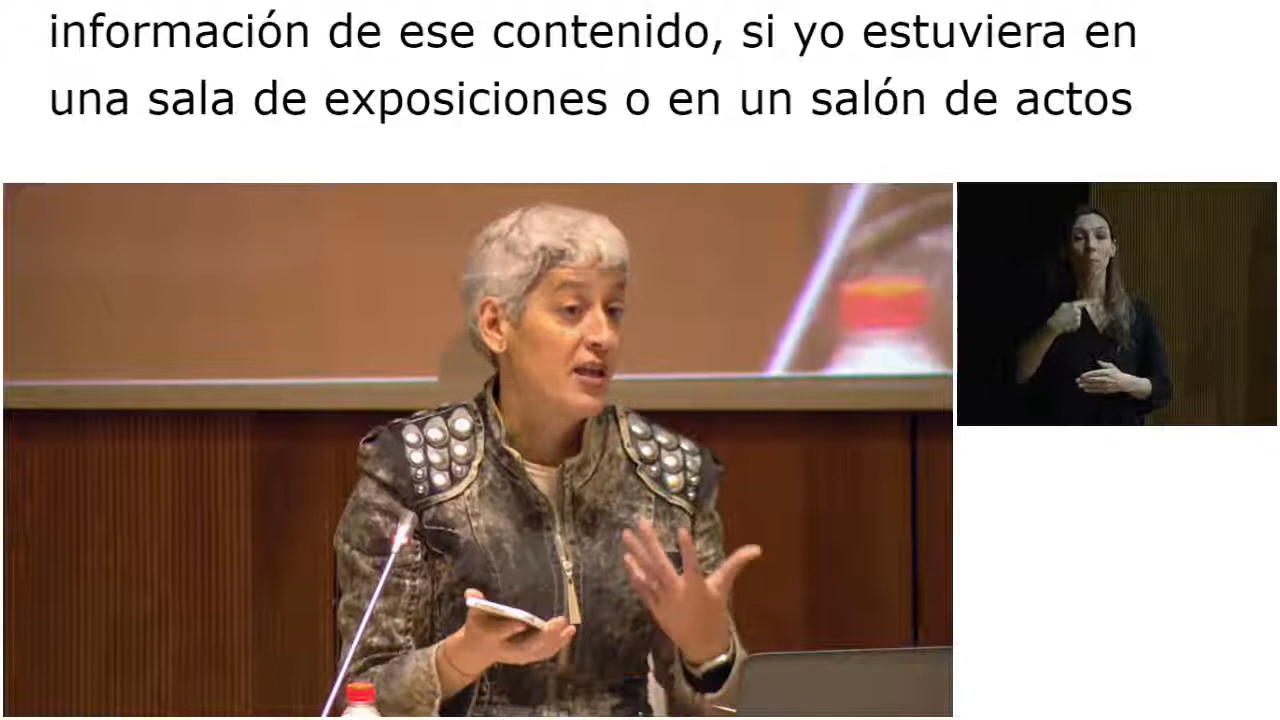 información de ese contenido, si yo estuviera en
una sala de exposiciones o en un salón de actos